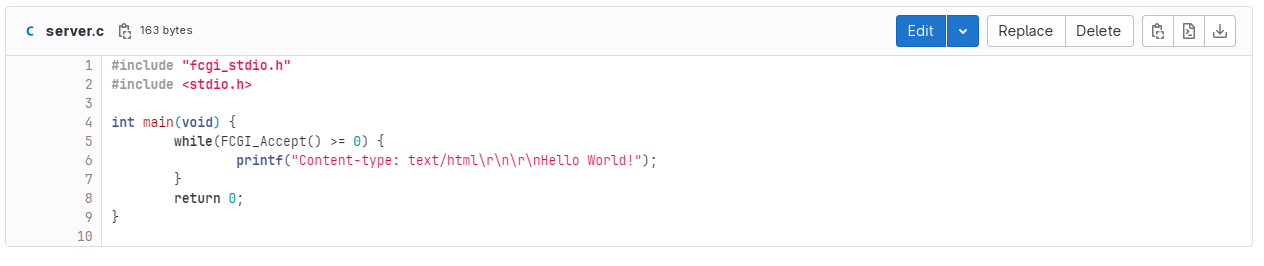 C server.c 163 bytes Edit Replace Delete
1 #include "fcgi_stdio.h"
2 #include <stdio.h>
3
4 int main(void) {
5         while(FCGI_Accept() >= 0) {
6                 printf("Content-type: text/html\r\n\r\nHello World!");
7         }
8         return 0;
9 }
10